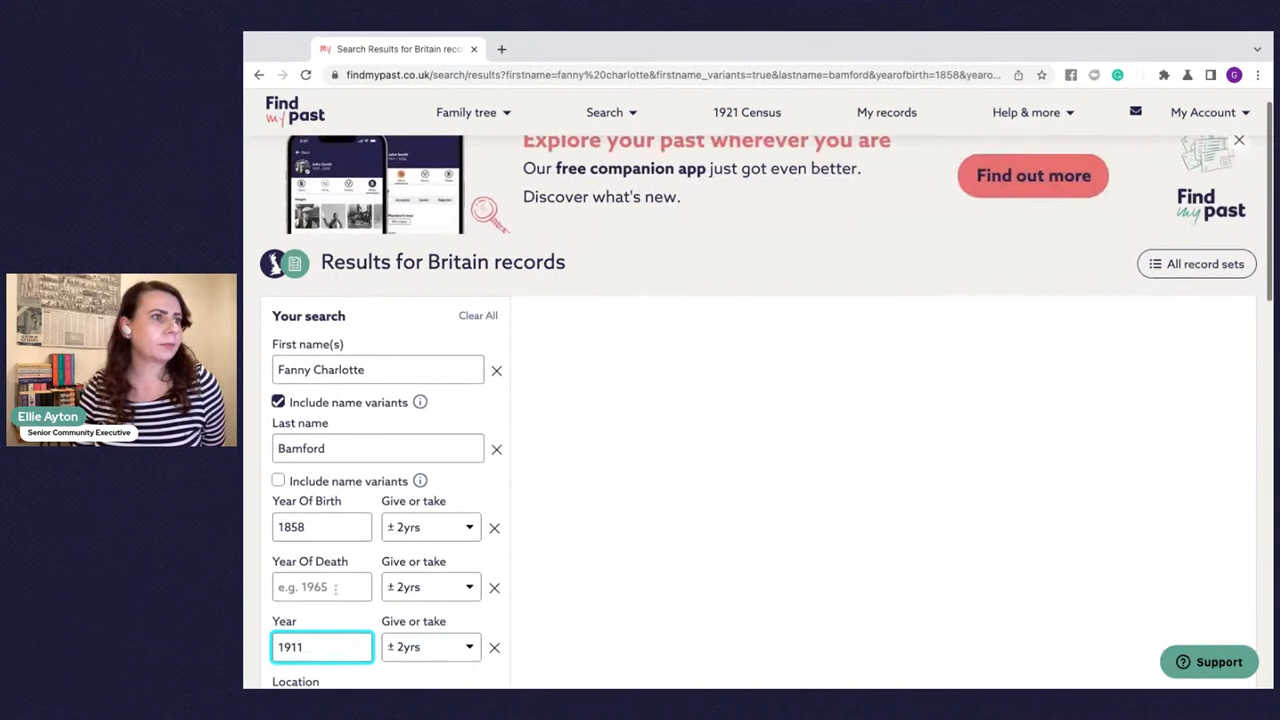 My Search Results for Britain reco
findmypast.co.uk/search/results?firstname=fanny%20charlotte&firstname_variants=true&lastname=bamford&yearofbirth=1858&yearo...
G
Find my past
Family tree
Search
1921 Census
My records
Help & more
My Account
Explore your past wherever you are
Our free companion app just got even better.
Discover what's new.
Find out more
Find my past
Results for Britain records
All record sets
Your search
Clear All
First name(s)
Fanny Charlotte
Include name variants
Last name
Bamford
Include name variants
Year Of Birth
Give or take
1858
± 2yrs
Year Of Death
Give or take
e.g. 1965
± 2yrs
Year
Give or take
1911
± 2yrs
Location
Support
Ellie Ayton
Senior Community Executive